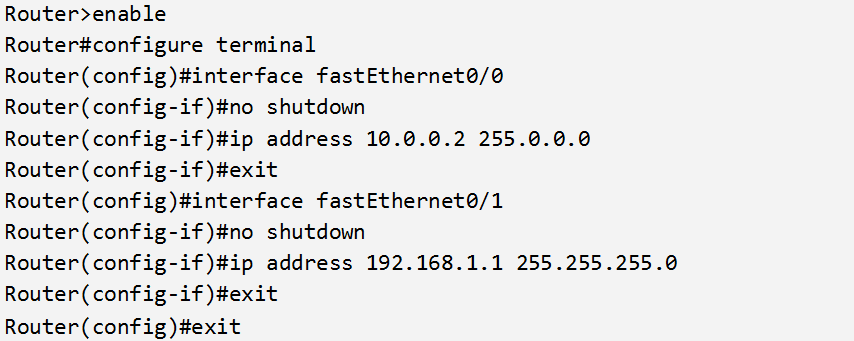 Router>enable
Router#configure terminal
Router(config)#interface fastEthernet0/0
Router(config-if)#no shutdown
Router(config-if)#ip address 10.0.0.2 255.0.0.0
Router(config-if)#exit
Router(config)#interface fastEthernet0/1
Router(config-if)#no shutdown
Router(config-if)#ip address 192.168.1.1 255.255.255.0
Router(config-if)#exit
Router(config)#exit